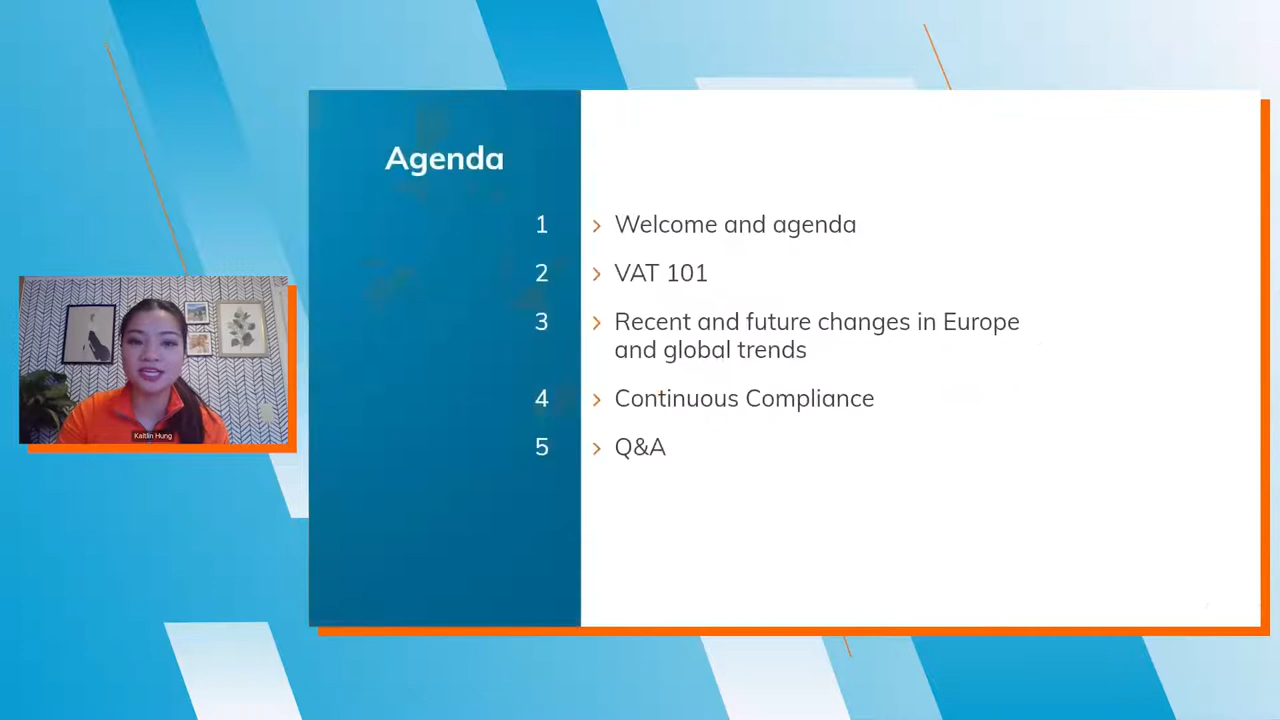 Agenda
1 Welcome and agenda
2 VAT 101
3 Recent and future changes in Europe
and global trends
4 Continuous Compliance
5 Q&A
Kaitlin Hung